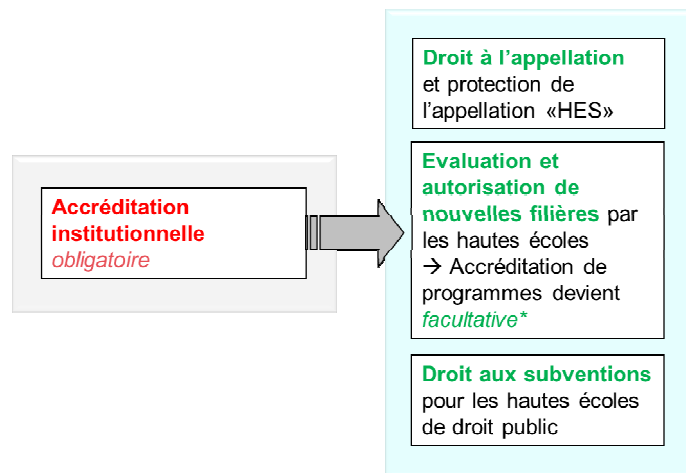 Accréditation
institutionnelle
obligatoire
Droit à l'appellation
et protection de
l'appellation «HES»
Evaluation et
autorisation de
nouvelles filières par
les hautes écoles
→ Accréditation de
programmes devient
facultative*
Droit aux subventions
pour les hautes écoles
de droit public